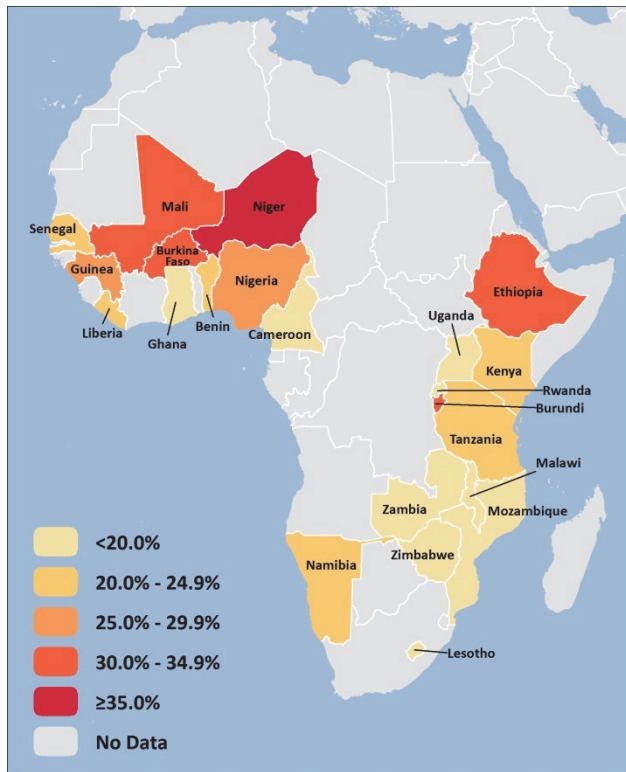 Mali
Niger
Senegal
Burkina
Faso
Guinea
Nigeria
Ethiopia
Liberia
Ghana
Benin
Cameroon
Uganda
Kenya
Rwanda
Burundi
Tanzania
Malawi
Zambia
Mozambique
Zimbabwe
Namibia
Lesotho
<20.0%
20.0% - 24.9%
25.0% - 29.9%
30.0% - 34.9%
≥35.0%
No Data